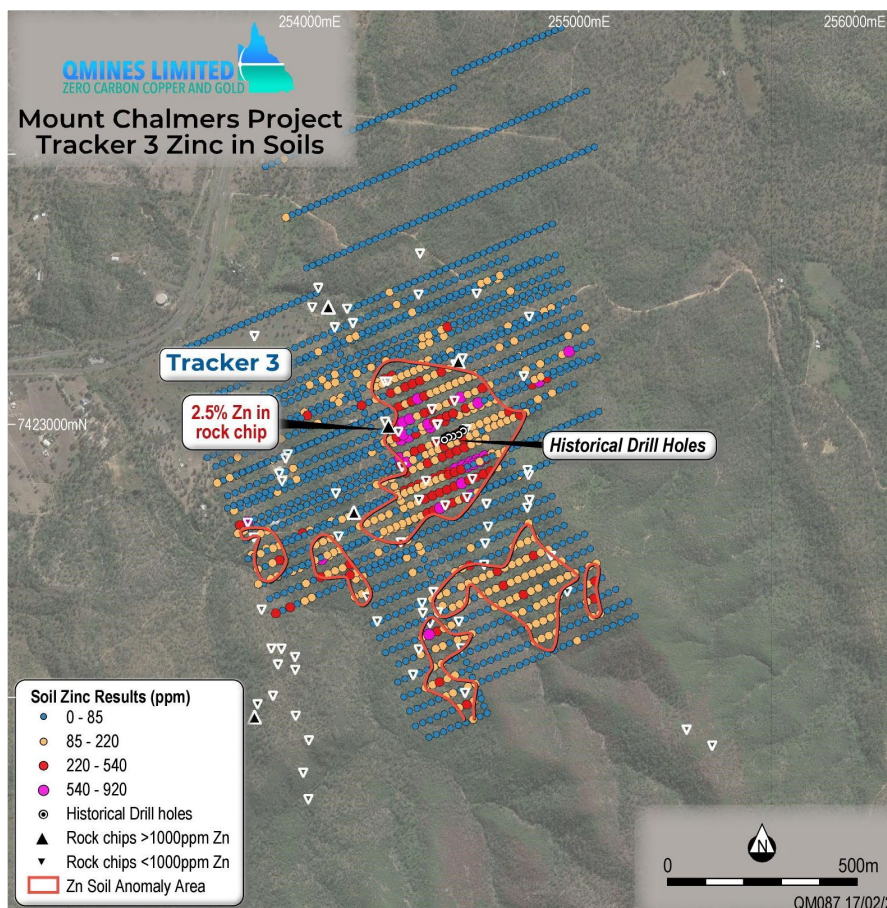 254000mE
255000mE
256000mE
QMINES LIMITED
ZERO CARBON COPPER AND GOLD
Mount Chalmers Project
Tracker 3 Zinc in Soils
Tracker 3
2.5% Zn in
rock chip
7423000mN
Historical Drill Holes
Soil Zinc Results (ppm)
0 - 85
85 - 220
220 - 540
540 - 920
Historical Drill holes
Rock chips >1000ppm Zn
Rock chips <1000ppm Zn
Zn Soil Anomaly Area
N
0
500m
QM087 17/02/